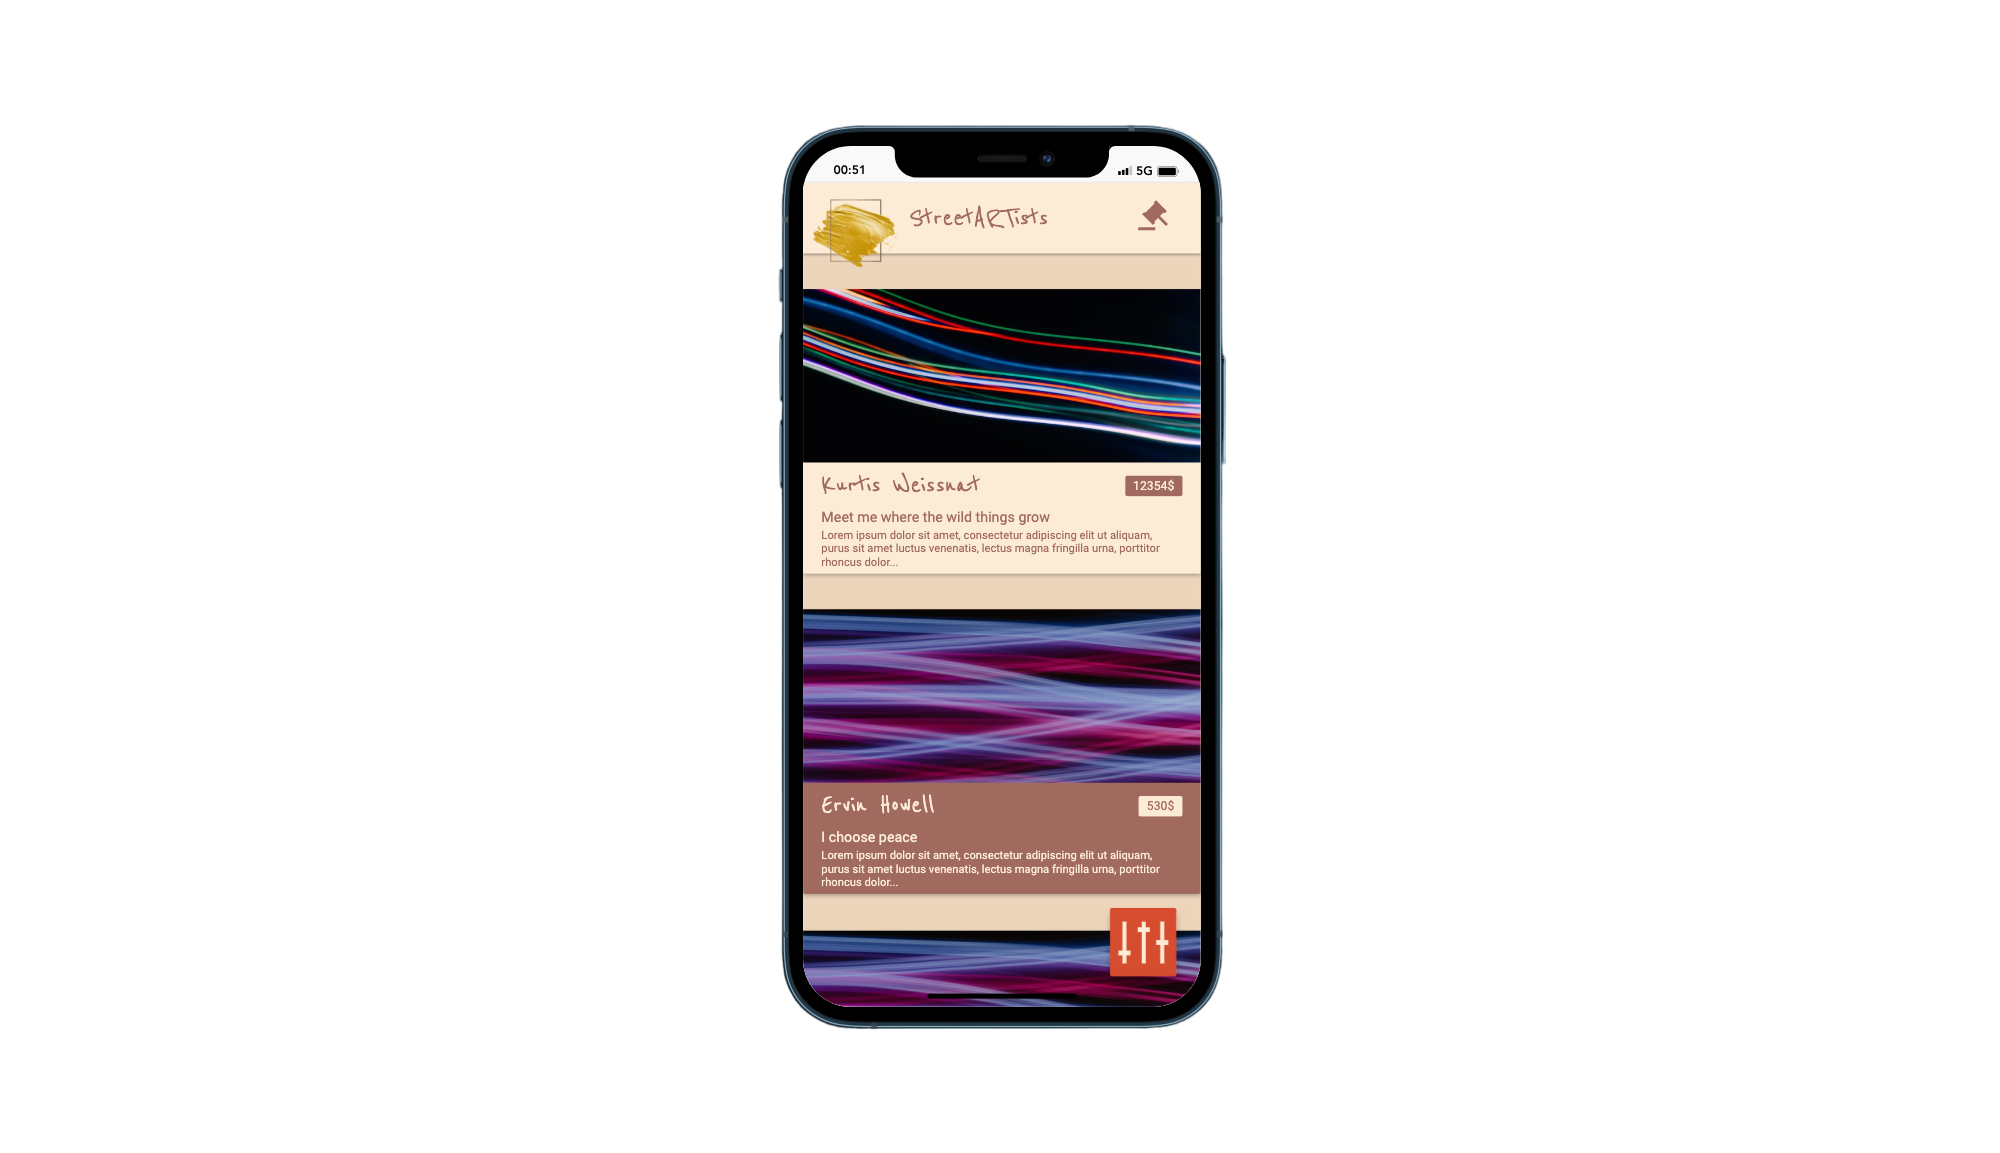 00:51
5G
StreetARTists
Kurtis Weissnat
12354$
Meet me where the wild things grow
Lorem ipsum dolor sit amet, consectetur adipiscing elit ut aliquam,
purus sit amet luctus venenatis, lectus magna fringilla urna, porttitor
rhoncus dolor...
Ervin Howell
530$
I choose peace
Lorem ipsum dolor sit amet, consectetur adipiscing elit ut aliquam,
purus sit amet luctus venenatis, lectus magna fringilla urna, porttitor
rhoncus dolor...